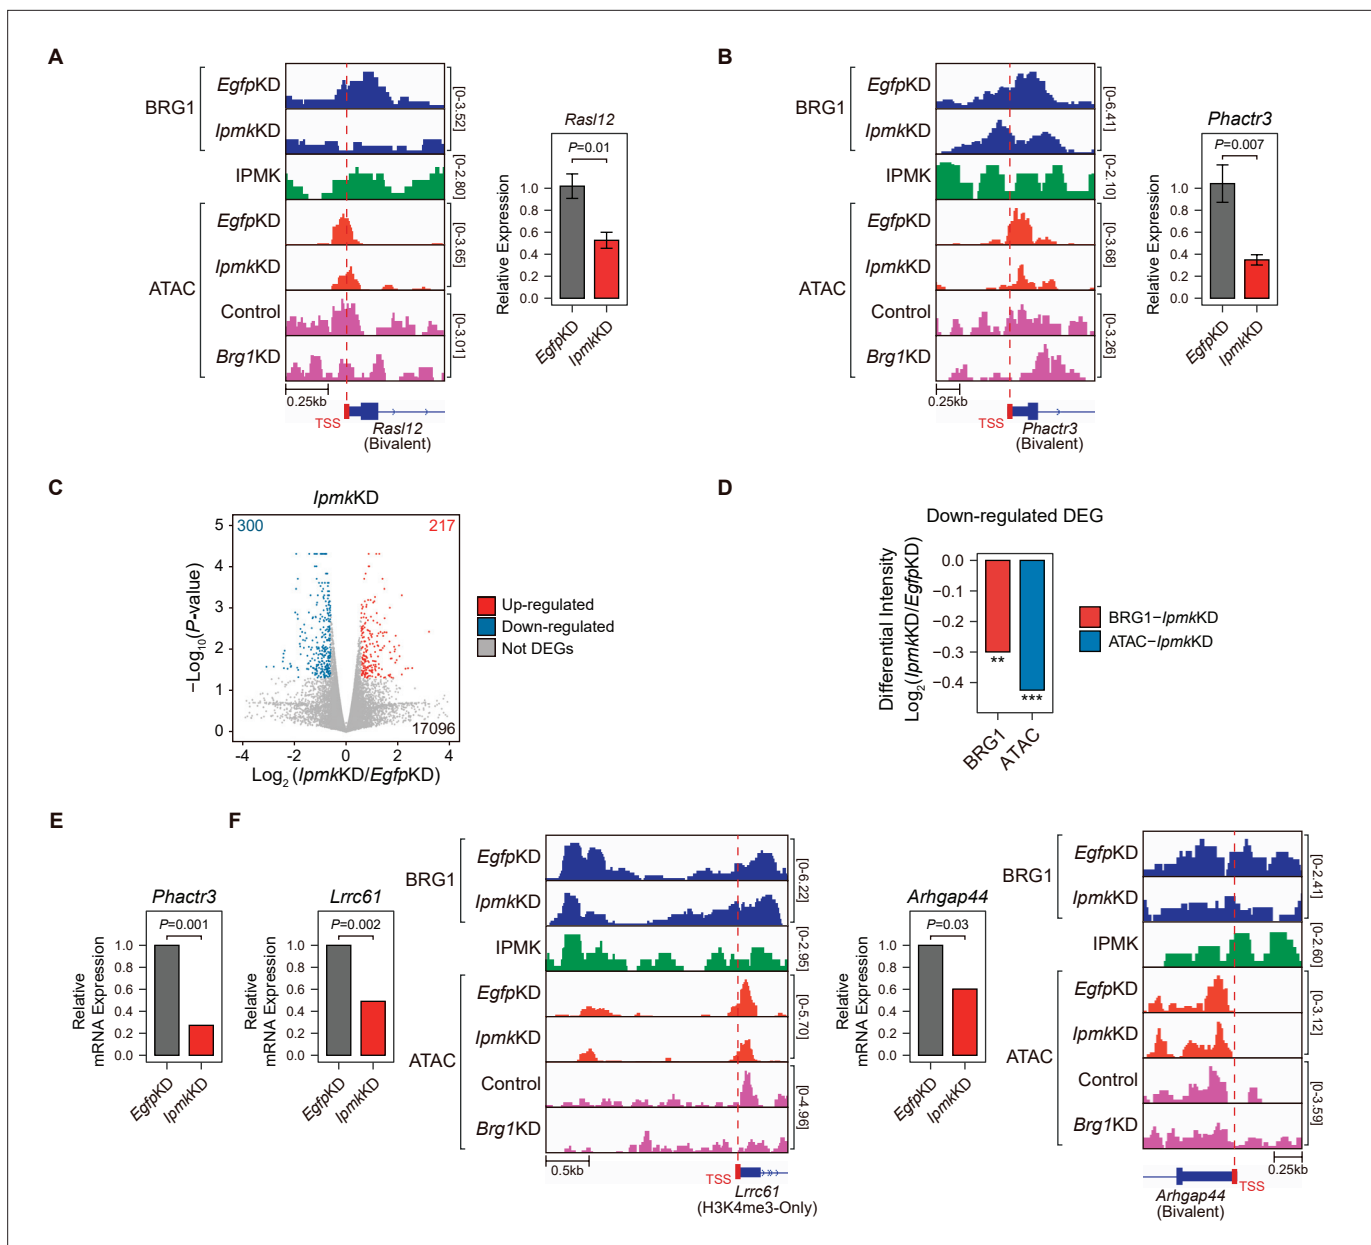 A
BRG1
EgfpKD
IpmkKD
[0-3.52]
IPMK
[0-2.80]
ATAC
EgfpKD
IpmkKD
[0-3.65]
Control
Brg1KD
[0-3.01]
0.25kb
TSS
Rasl12
(Bivalent)
Rasl12
P=0.01
Relative Expression
1.0
0.8
0.6
0.4
0.2
0.0
EgfpKD
IpmkKD
B
BRG1
EgfpKD
IpmkKD
[0-6.41]
IPMK
[0-2.10]
ATAC
EgfpKD
IpmkKD
[0-3.68]
Control
Brg1KD
[0-3.26]
0.25kb
TSS
Phactr3
(Bivalent)
Phactr3
P=0.007
Relative Expression
1.0
0.8
0.6
0.4
0.2
0.0
EgfpKD
IpmkKD
C
IpmkKD
300
217
17096
−Log10(P-value)
5
4
3
2
1
0
-4
-2
0
2
4
Log2 (IpmkKD/EgfpKD)
Up-regulated
Down-regulated
Not DEGs
D
Down-regulated DEG
Differential Intensity
Log2(IpmkKD/EgfpKD)
0.0
−0.1
−0.2
−0.3
−0.4
**
***
BRG1
ATAC
BRG1−IpmkKD
ATAC−IpmkKD
E
Phactr3
P=0.001
Relative
mRNA Expression
1.0
0.8
0.6
0.4
0.2
0.0
EgfpKD
IpmkKD
F
Lrrc61
P=0.002
Relative
mRNA Expression
1.0
0.8
0.6
0.4
0.2
0.0
EgfpKD
IpmkKD
BRG1
EgfpKD
IpmkKD
[0-6.22]
IPMK
[0-2.95]
ATAC
EgfpKD
IpmkKD
[0-5.70]
Control
Brg1KD
[0-4.96]
0.5kb
TSS
Lrrc61
(H3K4me3-Only)
Arhgap44
P=0.03
Relative
mRNA Expression
1.0
0.8
0.6
0.4
0.2
0.0
EgfpKD
IpmkKD
BRG1
EgfpKD
IpmkKD
[0-2.41]
IPMK
[0-2.60]
ATAC
EgfpKD
IpmkKD
[0-3.12]
Control
Brg1KD
[0-3.59]
0.25kb
TSS
Arhgap44
(Bivalent)